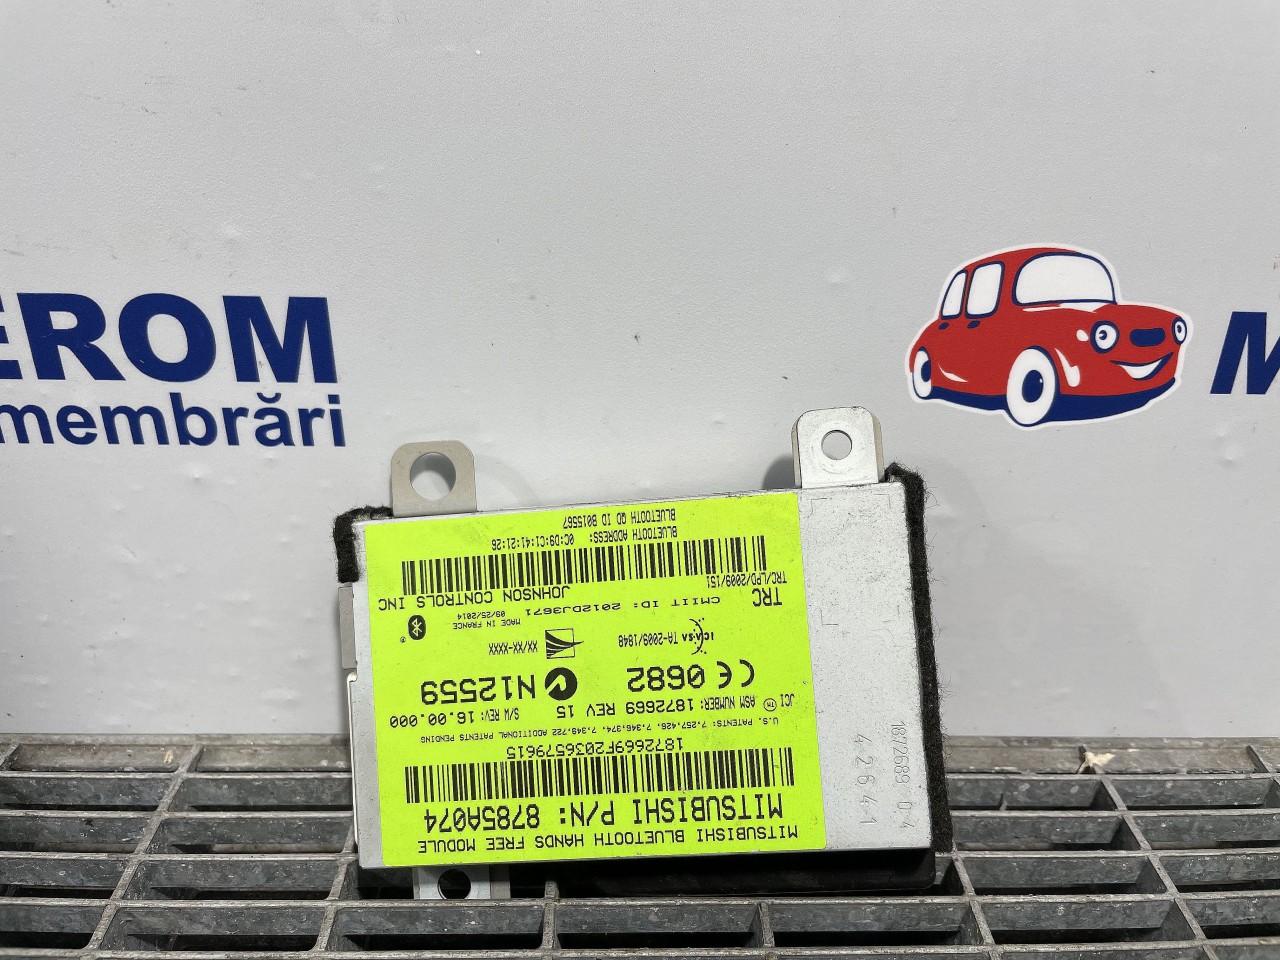 EROM
membrări
M
MITSUBISHI BLUETOOTH HANDS FREE MODULE
MITSUBISHI P/N: 8785A074
1872669F2036579615
U.S. PATENTS: 7,257,426, 7,346,374, 7,349,722 ADDITIONAL PATENTS PENDING
JCI TM ASM NUMBER: 1872669 REV 15 S/W REV: 16.00.000
CE 0682 N12559
icasa TA-2009/1848 XX/XX-XXXX
CMIIT ID: 2012DJ3671 MADE IN FRANCE 09/25/2014
TRC
TRC/LPD/2009/151
JOHNSON CONTROLS INC
BLUETOOTH ADDRESS: 0C:D9:C1:41:21:26
BLUETOOTH QD ID B015567
1872689 04
42641